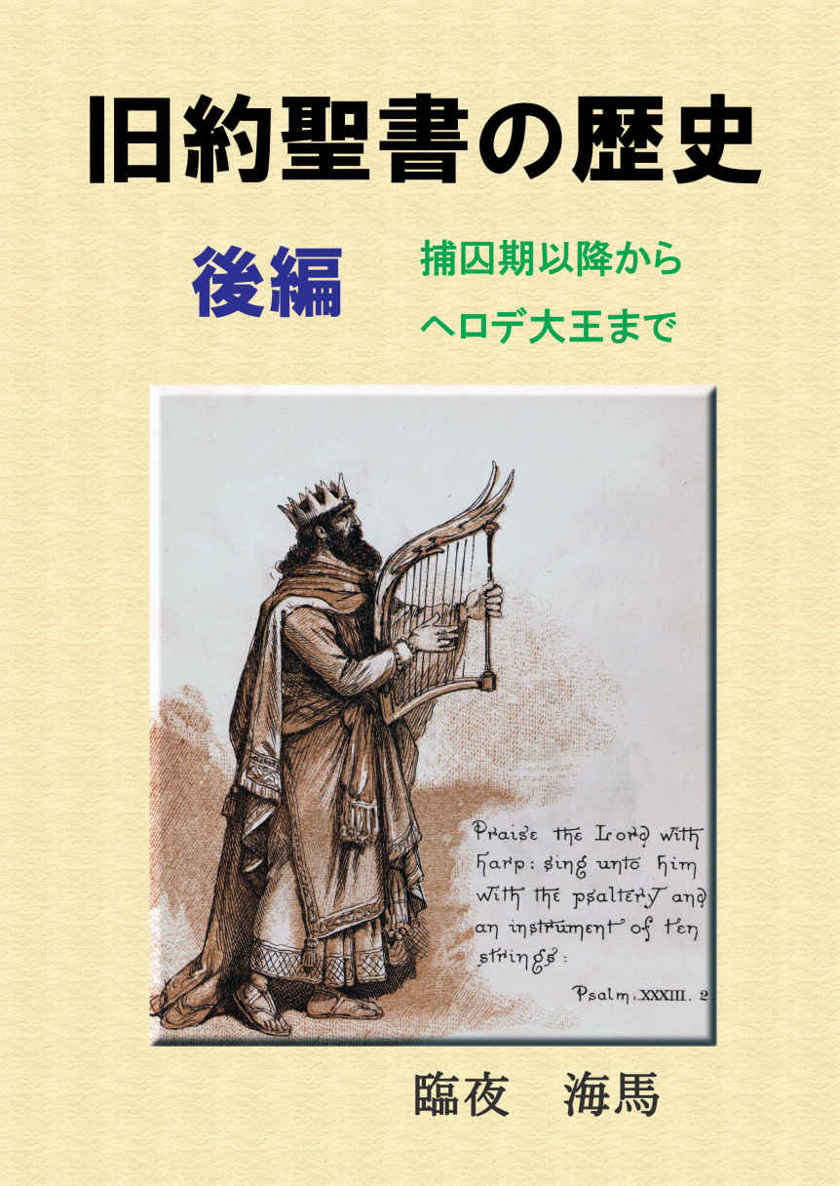 旧約聖書の歴史
後編
捕囚期以降から
ヘロデ大王まで
Praise the Lord with
harp: sing unto him
with the psaltery and
an instrument of ten
strings:
Psalm. XXXIII. 2
臨夜　海馬